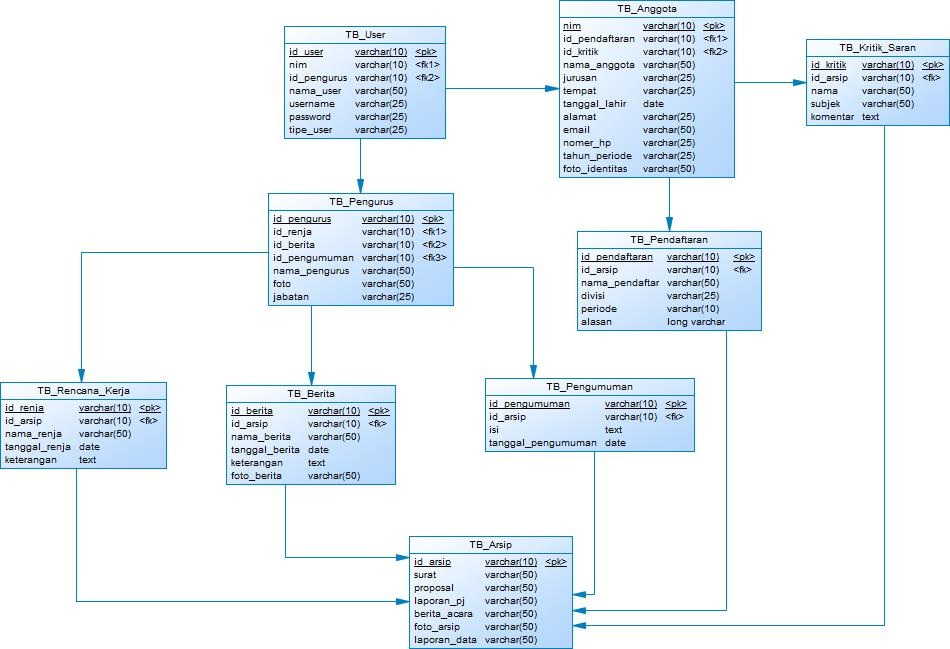 TB_User
id_user varchar(10) <pk>
nim varchar(10) <fk1>
id_pengurus varchar(10) <fk2>
nama_user varchar(50)
username varchar(25)
password varchar(25)
tipe_user varchar(25)
TB_Anggota
nim varchar(10) <pk>
id_pendaftaran varchar(10) <fk1>
id_kritik varchar(10) <fk2>
nama_anggota varchar(50)
jurusan varchar(25)
tempat varchar(25)
tanggal_lahir date
alamat varchar(25)
email varchar(50)
nomer_hp varchar(25)
tahun_periode varchar(25)
foto_identitas varchar(50)
TB_Kritik_Saran
id_kritik varchar(10) <pk>
id_arsip varchar(10) <fk>
nama varchar(50)
subjek varchar(50)
komentar text
TB_Pengurus
id_pengurus varchar(10) <pk>
id_renja varchar(10) <fk1>
id_berita varchar(10) <fk2>
id_pengumuman varchar(10) <fk3>
nama_pengurus varchar(50)
foto varchar(50)
jabatan varchar(25)
TB_Pendaftaran
id_pendaftaran varchar(10) <pk>
id_arsip varchar(10) <fk>
nama_pendaftar varchar(50)
divisi varchar(25)
periode varchar(10)
alasan long varchar
TB_Rencana_Kerja
id_renja varchar(10) <pk>
id_arsip varchar(10) <fk>
nama_renja varchar(50)
tanggal_renja date
keterangan text
TB_Berita
id_berita varchar(10) <pk>
id_arsip varchar(10) <fk>
nama_berita varchar(50)
tanggal_berita date
keterangan text
foto_berita varchar(50)
TB_Pengumuman
id_pengumuman varchar(10) <pk>
id_arsip varchar(10) <fk>
isi text
tanggal_pengumuman date
TB_Arsip
id_arsip varchar(10) <pk>
surat varchar(50)
proposal varchar(50)
laporan_pj varchar(50)
berita_acara varchar(50)
foto_arsip varchar(50)
laporan_data varchar(50)